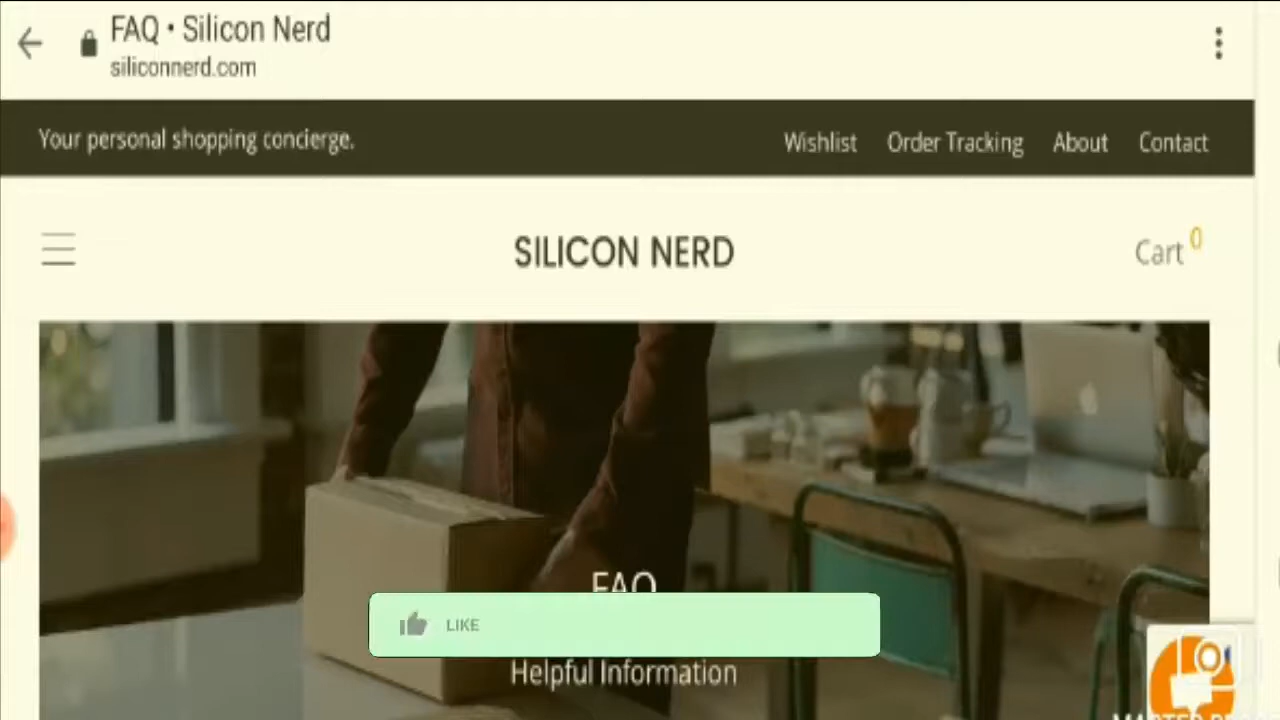 FAQ • Silicon Nerd
siliconnerd.com
Your personal shopping concierge.
Wishlist Order Tracking About Contact
SILICON NERD
Cart 0
FAQ
LIKE
Helpful Information